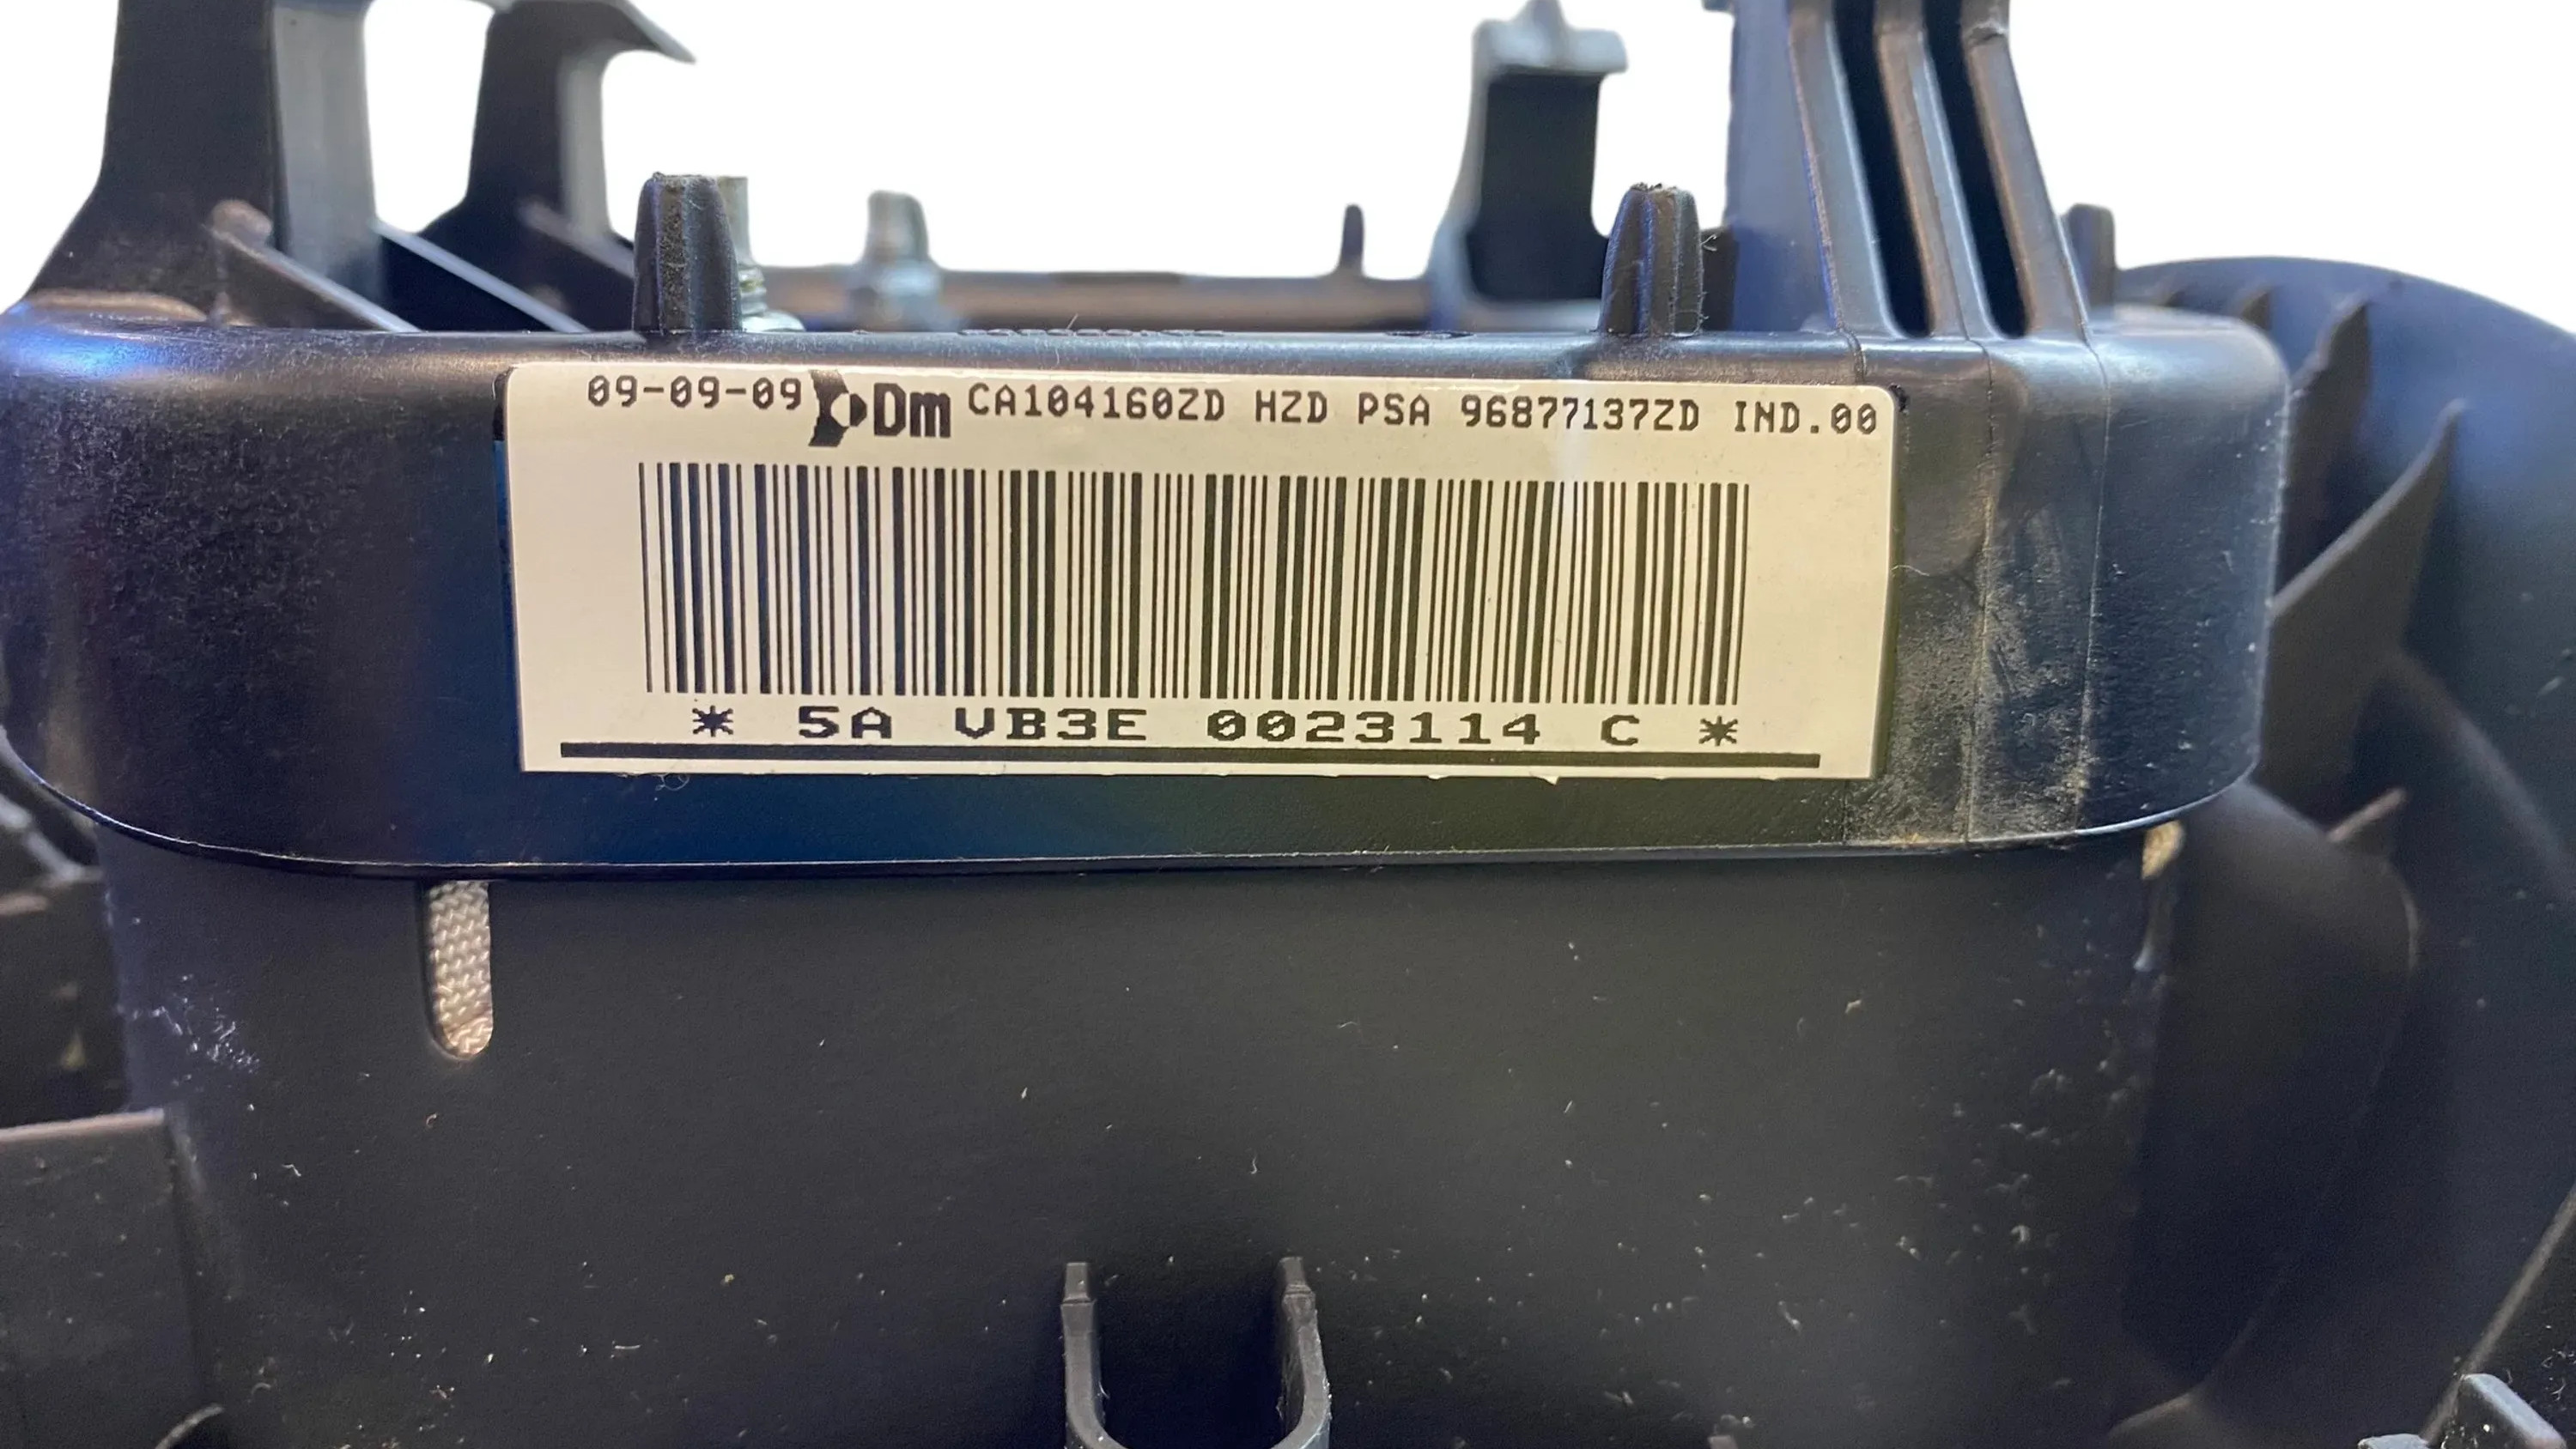 09-09-09 Dm CA104160ZD HZD PSA 96877137ZD IND.00
* 5A VB3E 0023114 C *